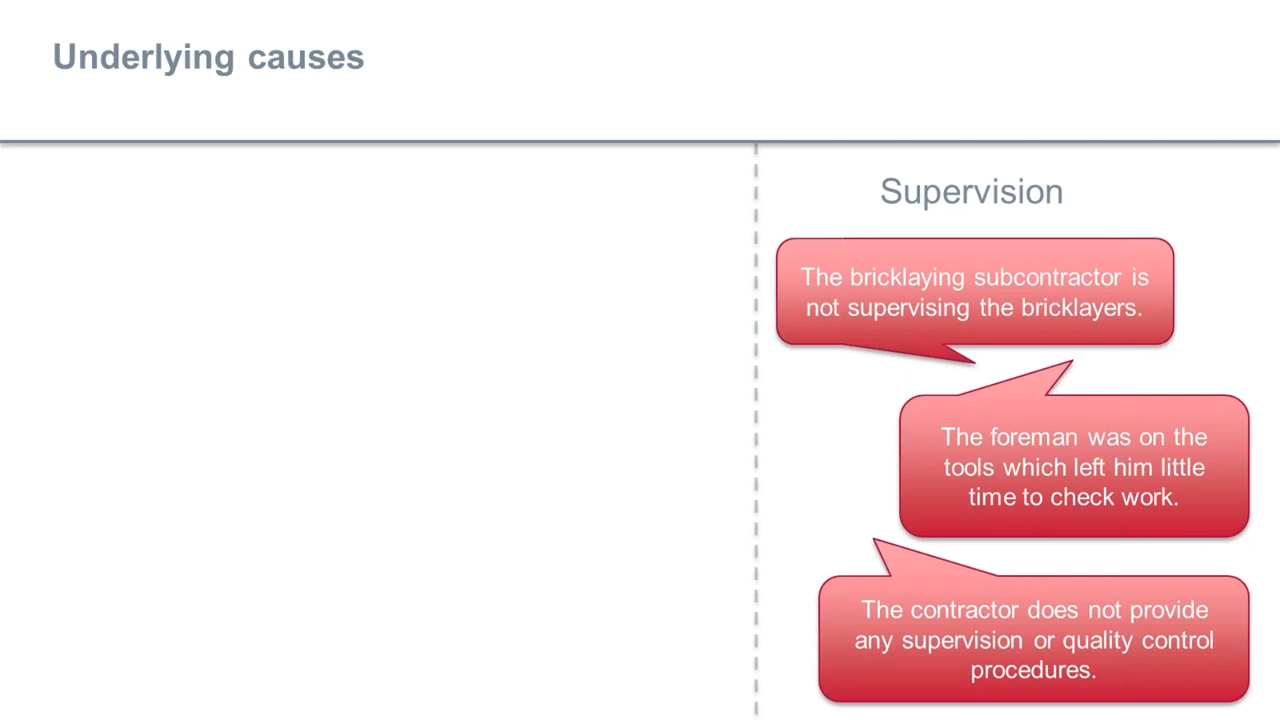 Underlying causes
Supervision
The bricklaying subcontractor is
not supervising the bricklayers.
The foreman was on the
tools which left him little
time to check work.
The contractor does not provide
any supervision or quality control
procedures.